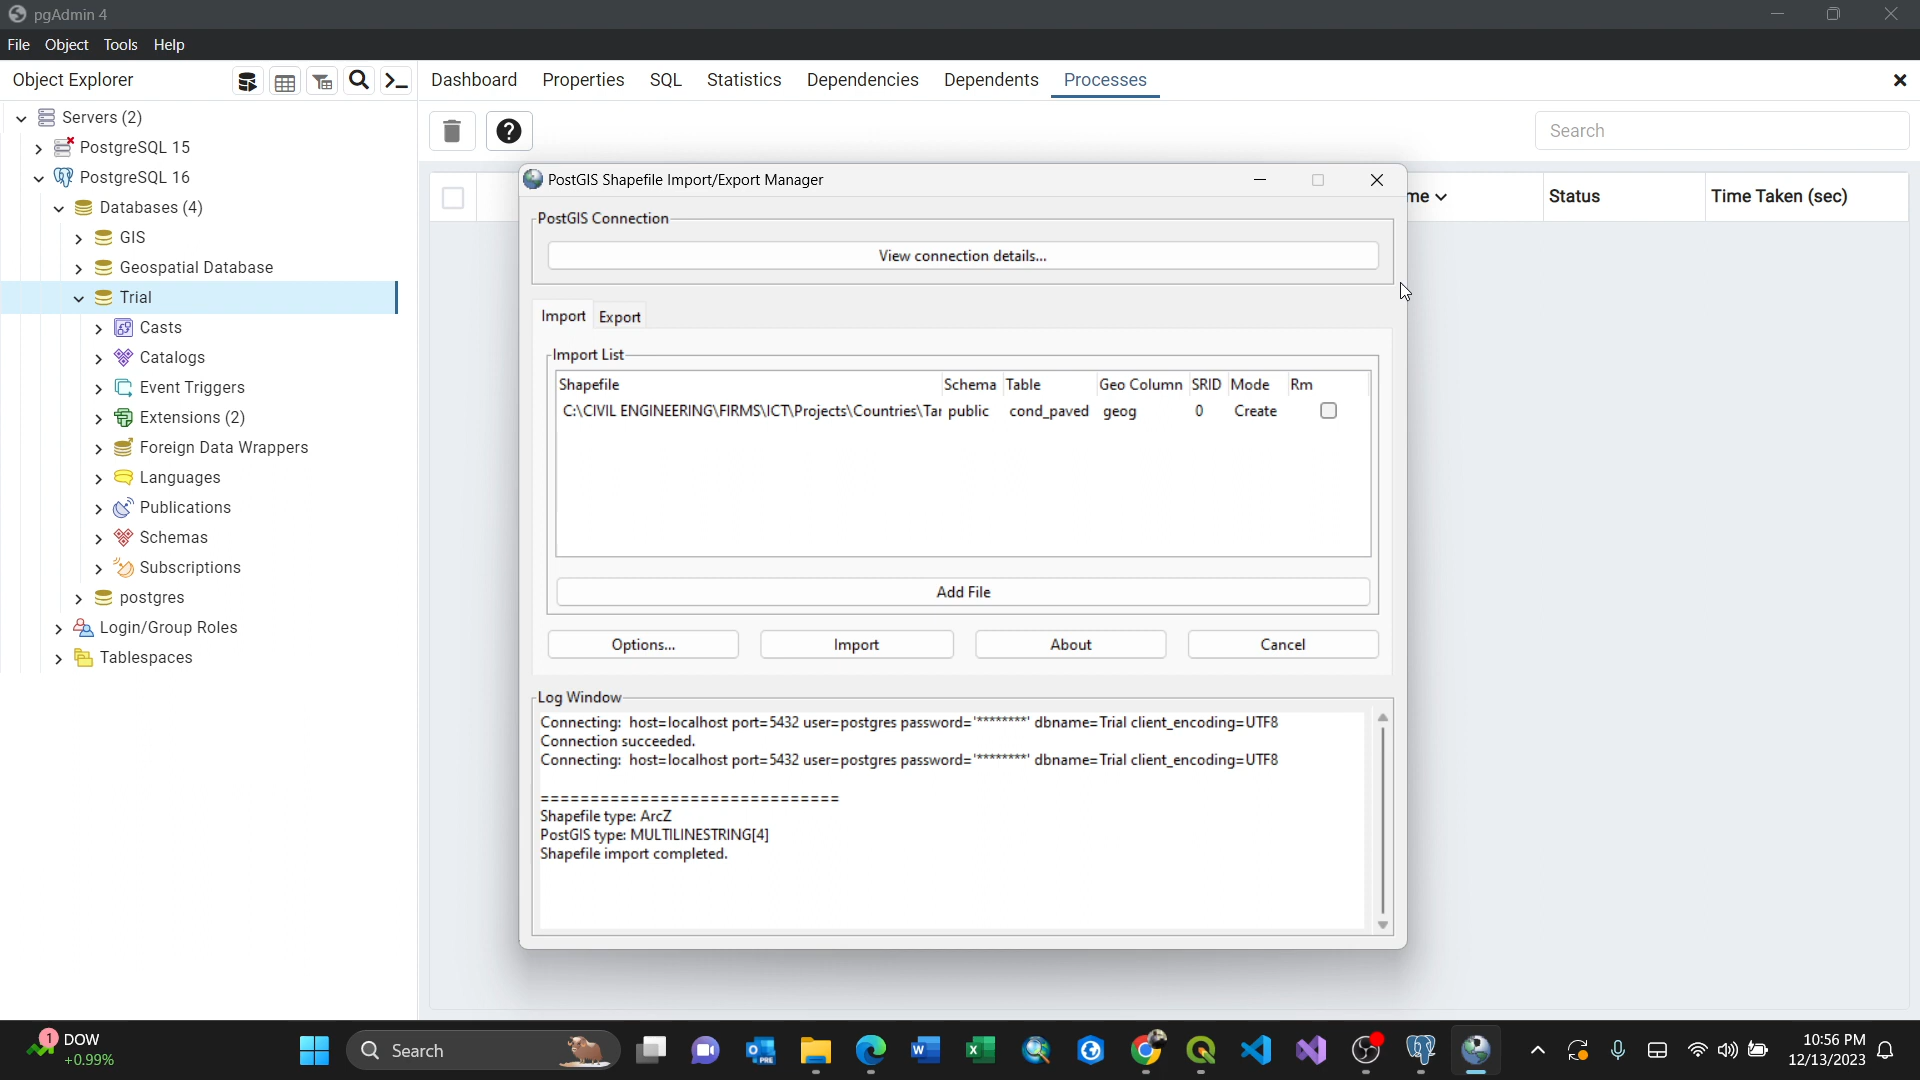 pgAdmin 4
File Object Tools Help
Object Explorer
Dashboard Properties SQL Statistics Dependencies Dependents Processes
Servers (2)
PostgreSQL 15
PostgreSQL 16
Databases (4)
GIS
Geospatial Database
Trial
Casts
Catalogs
Event Triggers
Extensions (2)
Foreign Data Wrappers
Languages
Publications
Schemas
Subscriptions
postgres
Login/Group Roles
Tablespaces
Search
me Status Time Taken (sec)
PostGIS Shapefile Import/Export Manager
PostGIS Connection
View connection details...
Import Export
Import List
Shapefile Schema Table Geo Column SRID Mode Rm
C:\CIVIL ENGINEERING\FIRMS\ICT\Projects\Countries\Tar public cond_paved geog 0 Create
Add File
Options... Import About Cancel
Log Window
Connecting: host=localhost port=5432 user=postgres password='********' dbname=Trial client_encoding=UTF8
Connection succeeded.
Connecting: host=localhost port=5432 user=postgres password='********' dbname=Trial client_encoding=UTF8
==============================
Shapefile type: ArcZ
PostGIS type: MULTILINESTRING[4]
Shapefile import completed.
1 DOW
+0.99%
Search
PRE
10:56 PM
12/13/2023